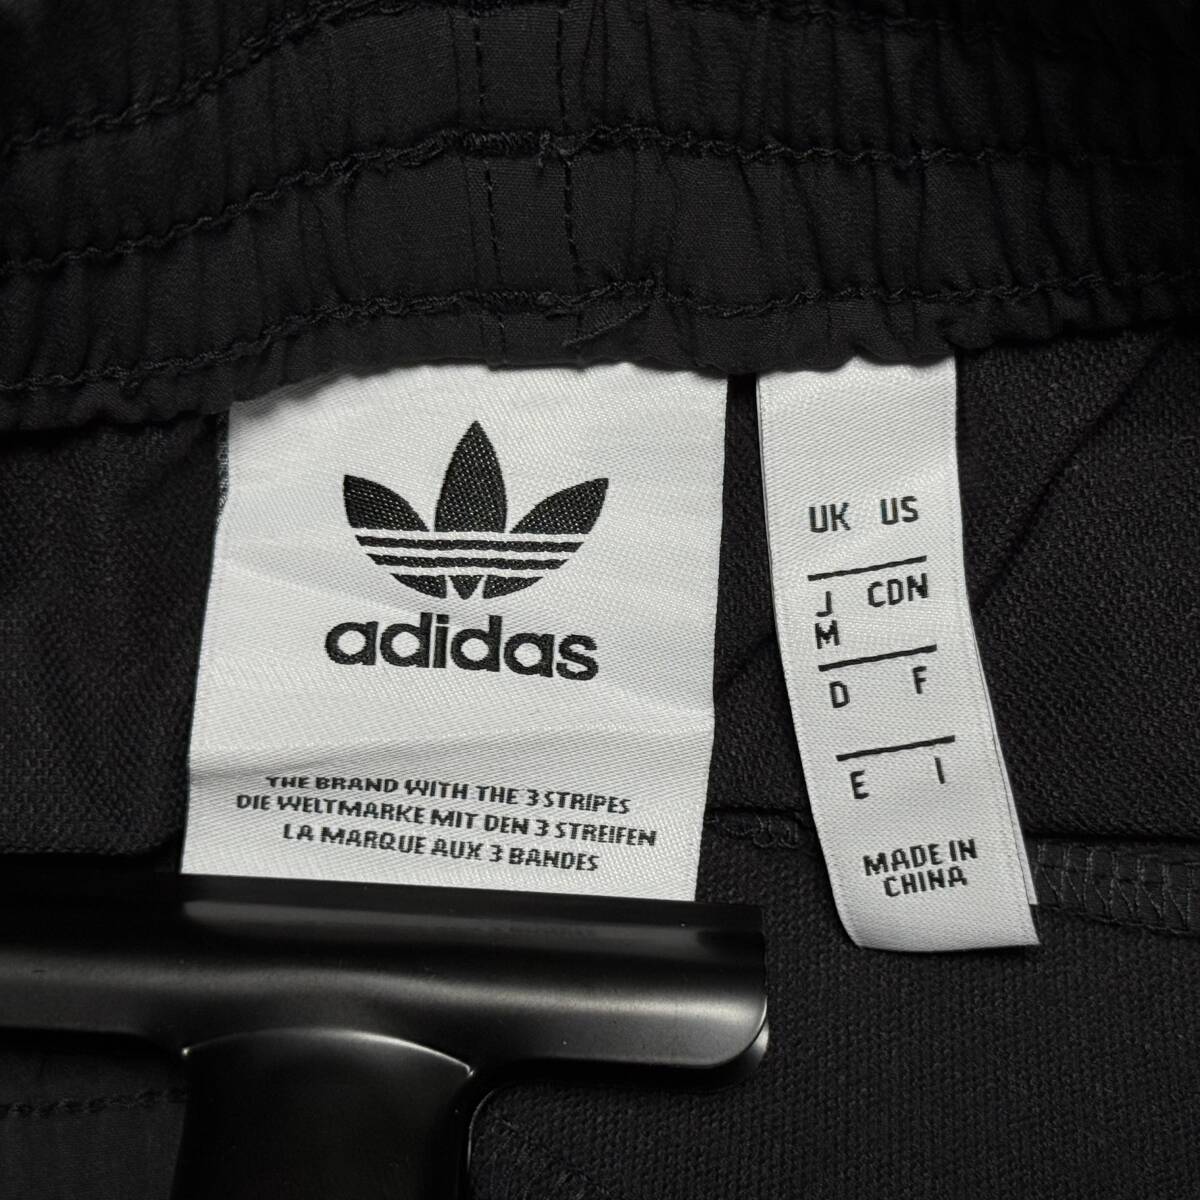 adidas
THE BRAND WITH THE 3 STRIPES
DIE WELTMARKE MIT DEN 3 STREIFEN
LA MARQUE AUX 3 BANDES
UK US
J CDN
M
D F
E I
MADE IN
CHINA